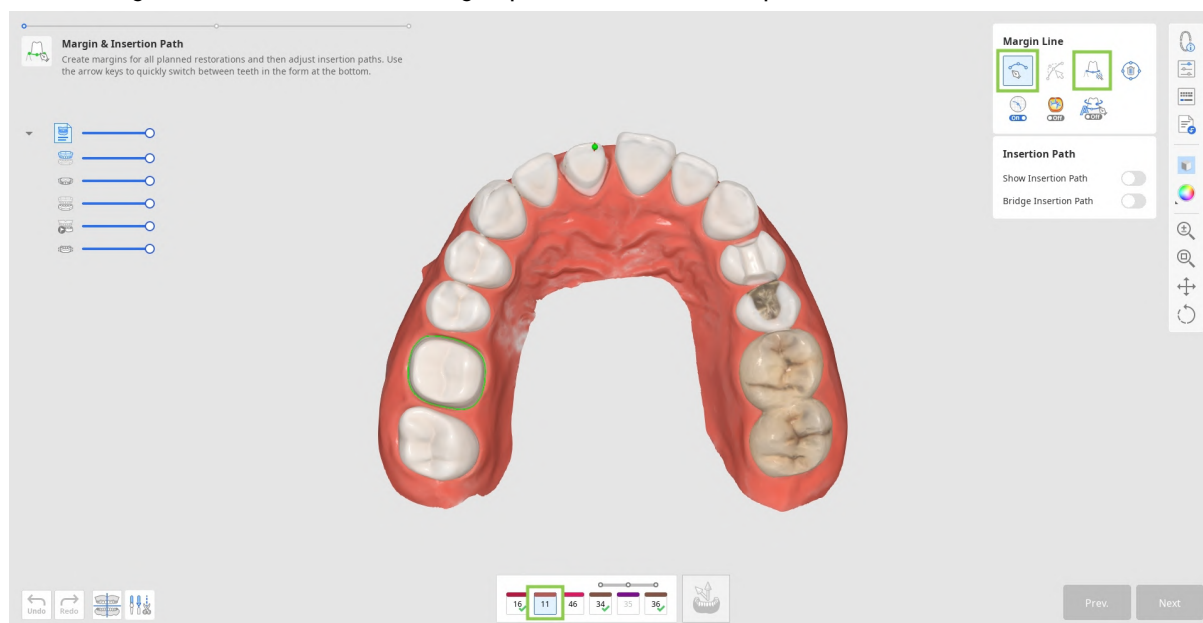 Margin & Insertion Path
Create margins for all planned restorations and then adjust insertion paths. Use
the arrow keys to quickly switch between teeth in the form at the bottom.
Margin Line
On
Off
Off
Insertion Path
Show Insertion Path
Bridge Insertion Path
16 11 46 34 35 36
Undo Redo
Prev. Next